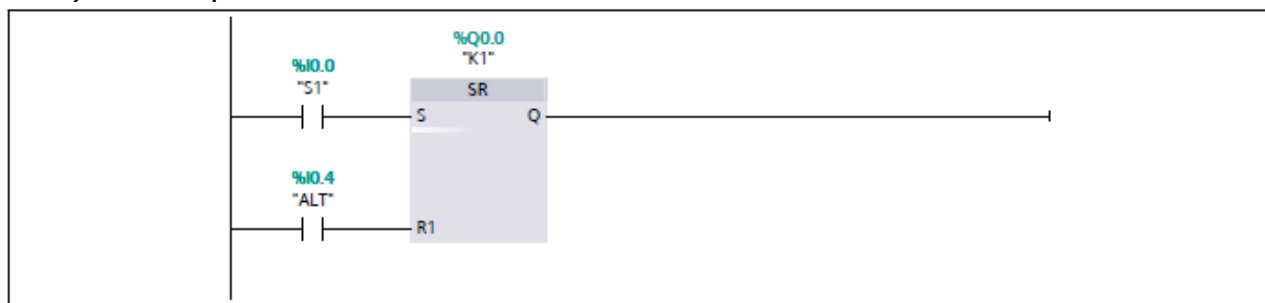 %Q0.0
"K1"
%I0.0
"S1"
SR
S
Q
%I0.4
"ALT"
R1